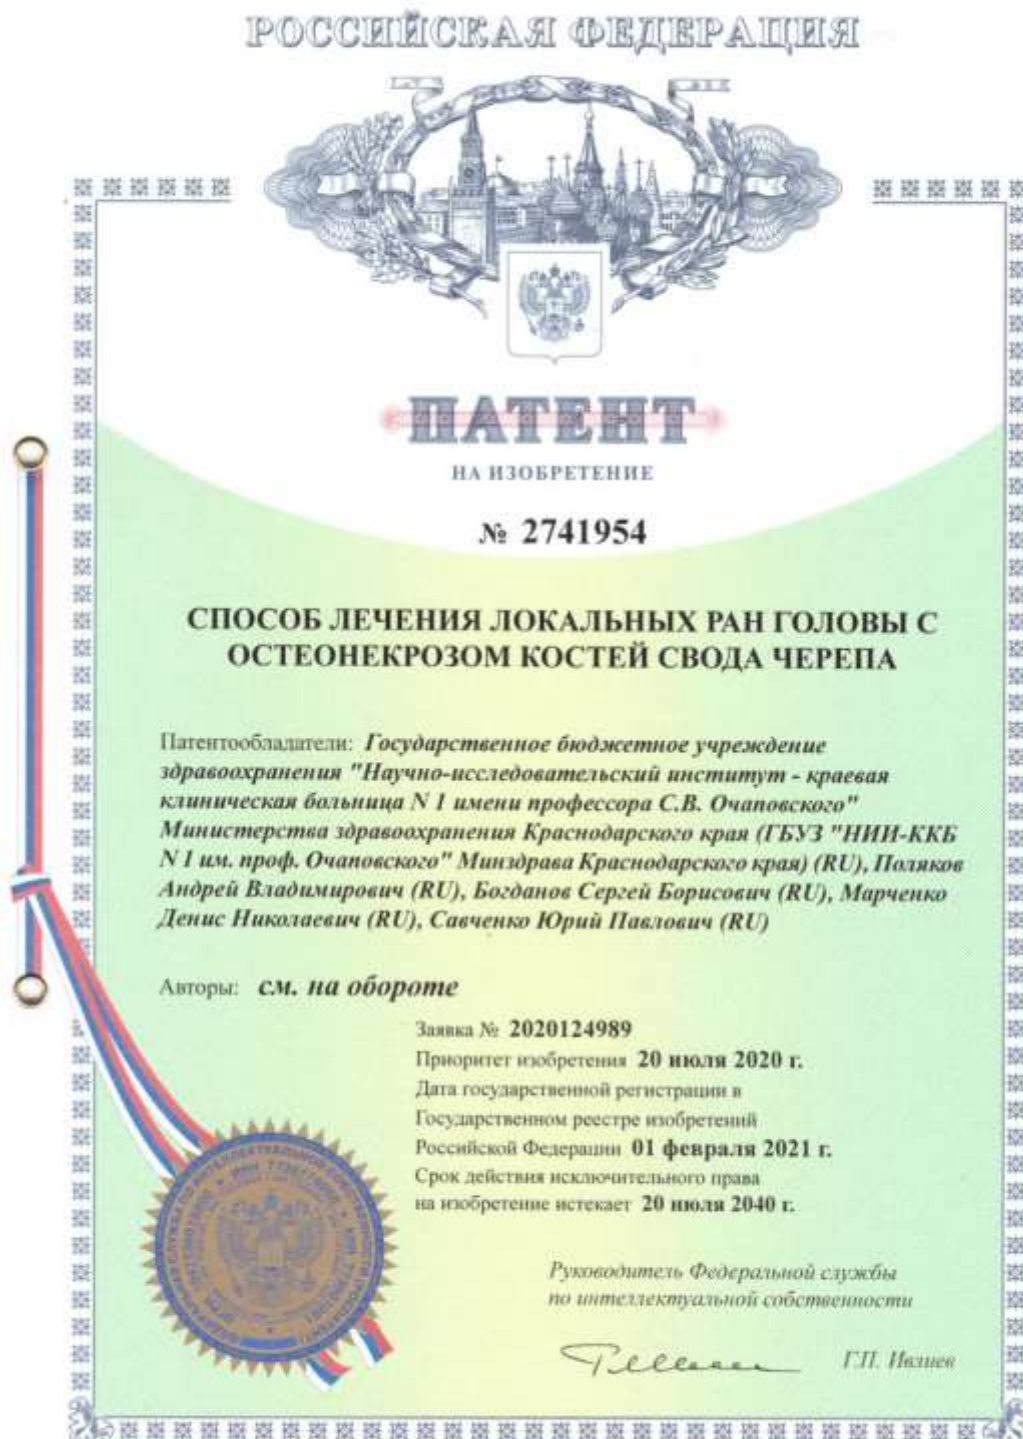 РОССИЙСКАЯ ФЕДЕРАЦИЯ
ПАТЕНТ
НА ИЗОБРЕТЕНИЕ
№ 2741954
СПОСОБ ЛЕЧЕНИЯ ЛОКАЛЬНЫХ РАН ГОЛОВЫ С
ОСТЕОНЕКРОЗОМ КОСТЕЙ СВОДА ЧЕРЕПА
Патентообладатели: Государственное бюджетное учреждение
здравоохранения "Научно-исследовательский институт - краевая
клиническая больница N 1 имени профессора С.В. Очаповского"
Министерства здравоохранения Краснодарского края (ГБУЗ "НИИ-ККБ
N 1 им. проф. Очаповского" Минздрава Краснодарского края) (RU), Поляков
Андрей Владимирович (RU), Богданов Сергей Борисович (RU), Марченко
Денис Николаевич (RU), Савченко Юрий Павлович (RU)
Авторы: см. на обороте
Заявка № 2020124989
Приоритет изобретения 20 июля 2020 г.
Дата государственной регистрации в
Государственном реестре изобретений
Российской Федерации 01 февраля 2021 г.
Срок действия исключительного права
на изобретение истекает 20 июля 2040 г.
Руководитель Федеральной службы
по интеллектуальной собственности
Г.П. Ивлиев